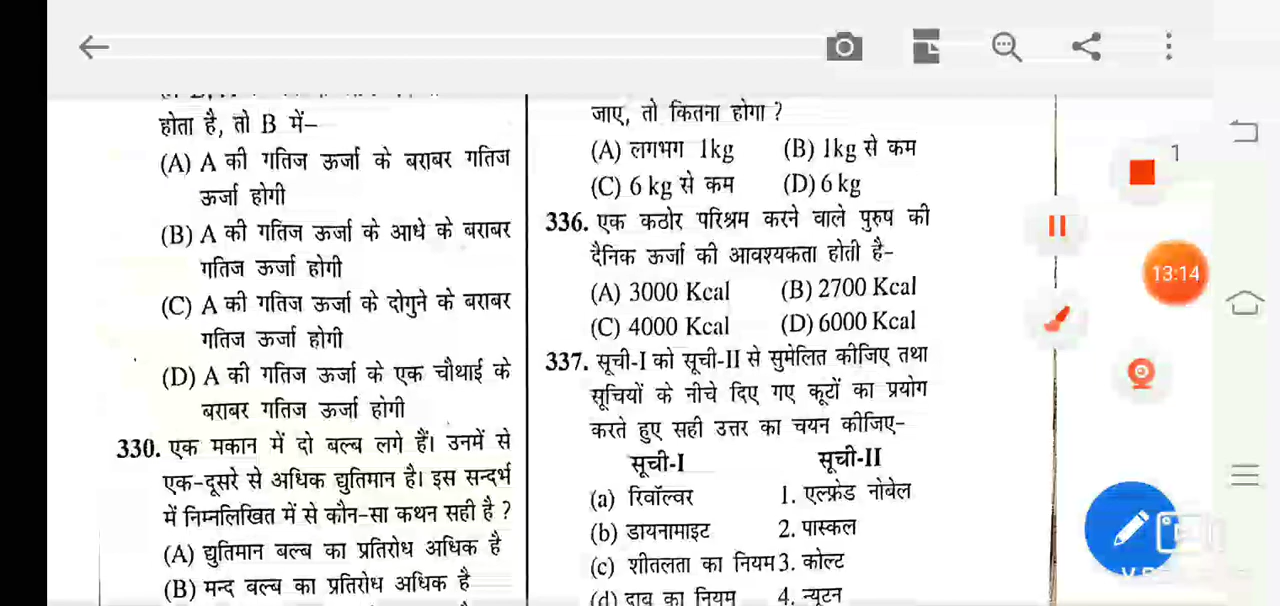 होता है, तो B में–
(A) A की गतिज ऊर्जा के बराबर गतिज
ऊर्जा होगी
(B) A की गतिज ऊर्जा के आधे के बराबर
गतिज ऊर्जा होगी
(C) A की गतिज ऊर्जा के दोगुने के बराबर
गतिज ऊर्जा होगी
(D) A की गतिज ऊर्जा के एक चौथाई के
बराबर गतिज ऊर्जा होगी
330. एक मकान में दो बल्ब लगे हैं। उनमें से
एक-दूसरे से अधिक द्युतिमान है। इस सन्दर्भ
में निम्नलिखित में से कौन-सा कथन सही है ?
(A) द्युतिमान बल्ब का प्रतिरोध अधिक है
(B) मन्द बल्ब का प्रतिरोध अधिक है
जाए, तो कितना होगा ?
(A) लगभग 1kg (B) 1kg से कम
(C) 6 kg से कम (D) 6 kg
336. एक कठोर परिश्रम करने वाले पुरुष की
दैनिक ऊर्जा की आवश्यकता होती है–
(A) 3000 Kcal (B) 2700 Kcal
(C) 4000 Kcal (D) 6000 Kcal
337. सूची-I को सूची-II से सुमेलित कीजिए तथा
सूचियों के नीचे दिए गए कूटों का प्रयोग
करते हुए सही उत्तर का चयन कीजिए–
सूची-I सूची-II
(a) रिवॉल्वर 1. एल्फ्रेड नोबेल
(b) डायनामाइट 2. पास्कल
(c) शीतलता का नियम 3. कोल्ट
(d) दाब का नियम 4. न्यूटन
1
13:14